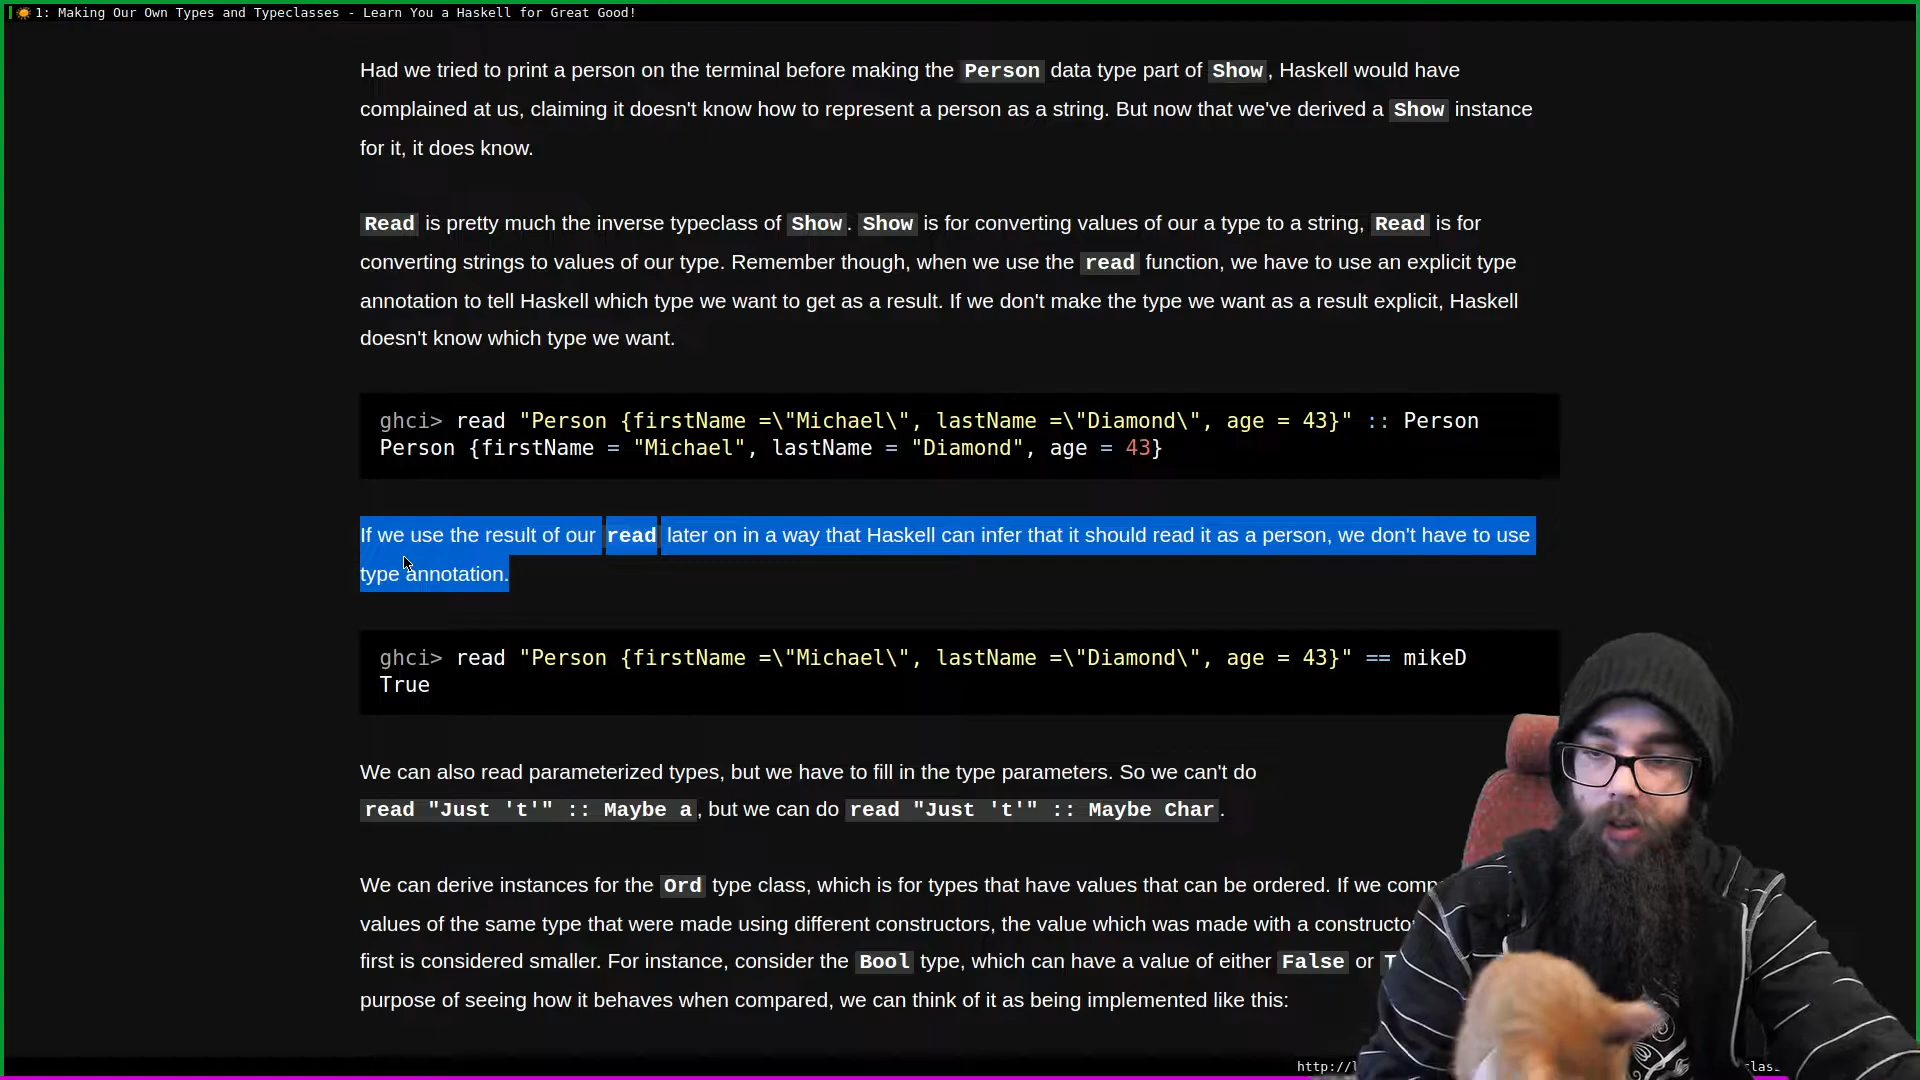 1: Making Our Own Types and Typeclasses - Learn You a Haskell for Great Good!
Had we tried to print a person on the terminal before making the Person data type part of Show, Haskell would have
complained at us, claiming it doesn't know how to represent a person as a string. But now that we've derived a Show instance
for it, it does know.
Read is pretty much the inverse typeclass of Show. Show is for converting values of our a type to a string, Read is for
converting strings to values of our type. Remember though, when we use the read function, we have to use an explicit type
annotation to tell Haskell which type we want to get as a result. If we don't make the type we want as a result explicit, Haskell
doesn't know which type we want.
ghci> read "Person {firstName =\"Michael\", lastName =\"Diamond\", age = 43}" :: Person
Person {firstName = "Michael", lastName = "Diamond", age = 43}
If we use the result of our read later on in a way that Haskell can infer that it should read it as a person, we don't have to use
type annotation.
ghci> read "Person {firstName =\"Michael\", lastName =\"Diamond\", age = 43}" == mikeD
True
We can also read parameterized types, but we have to fill in the type parameters. So we can't do
read "Just 't'" :: Maybe a, but we can do read "Just 't'" :: Maybe Char.
We can derive instances for the Ord type class, which is for types that have values that can be ordered. If we
values of the same type that were made using different constructors, the value which was made with a
first is considered smaller. For instance, consider the Bool type, which can have a value of either False or
purpose of seeing how it behaves when compared, we can think of it as being implemented like this: